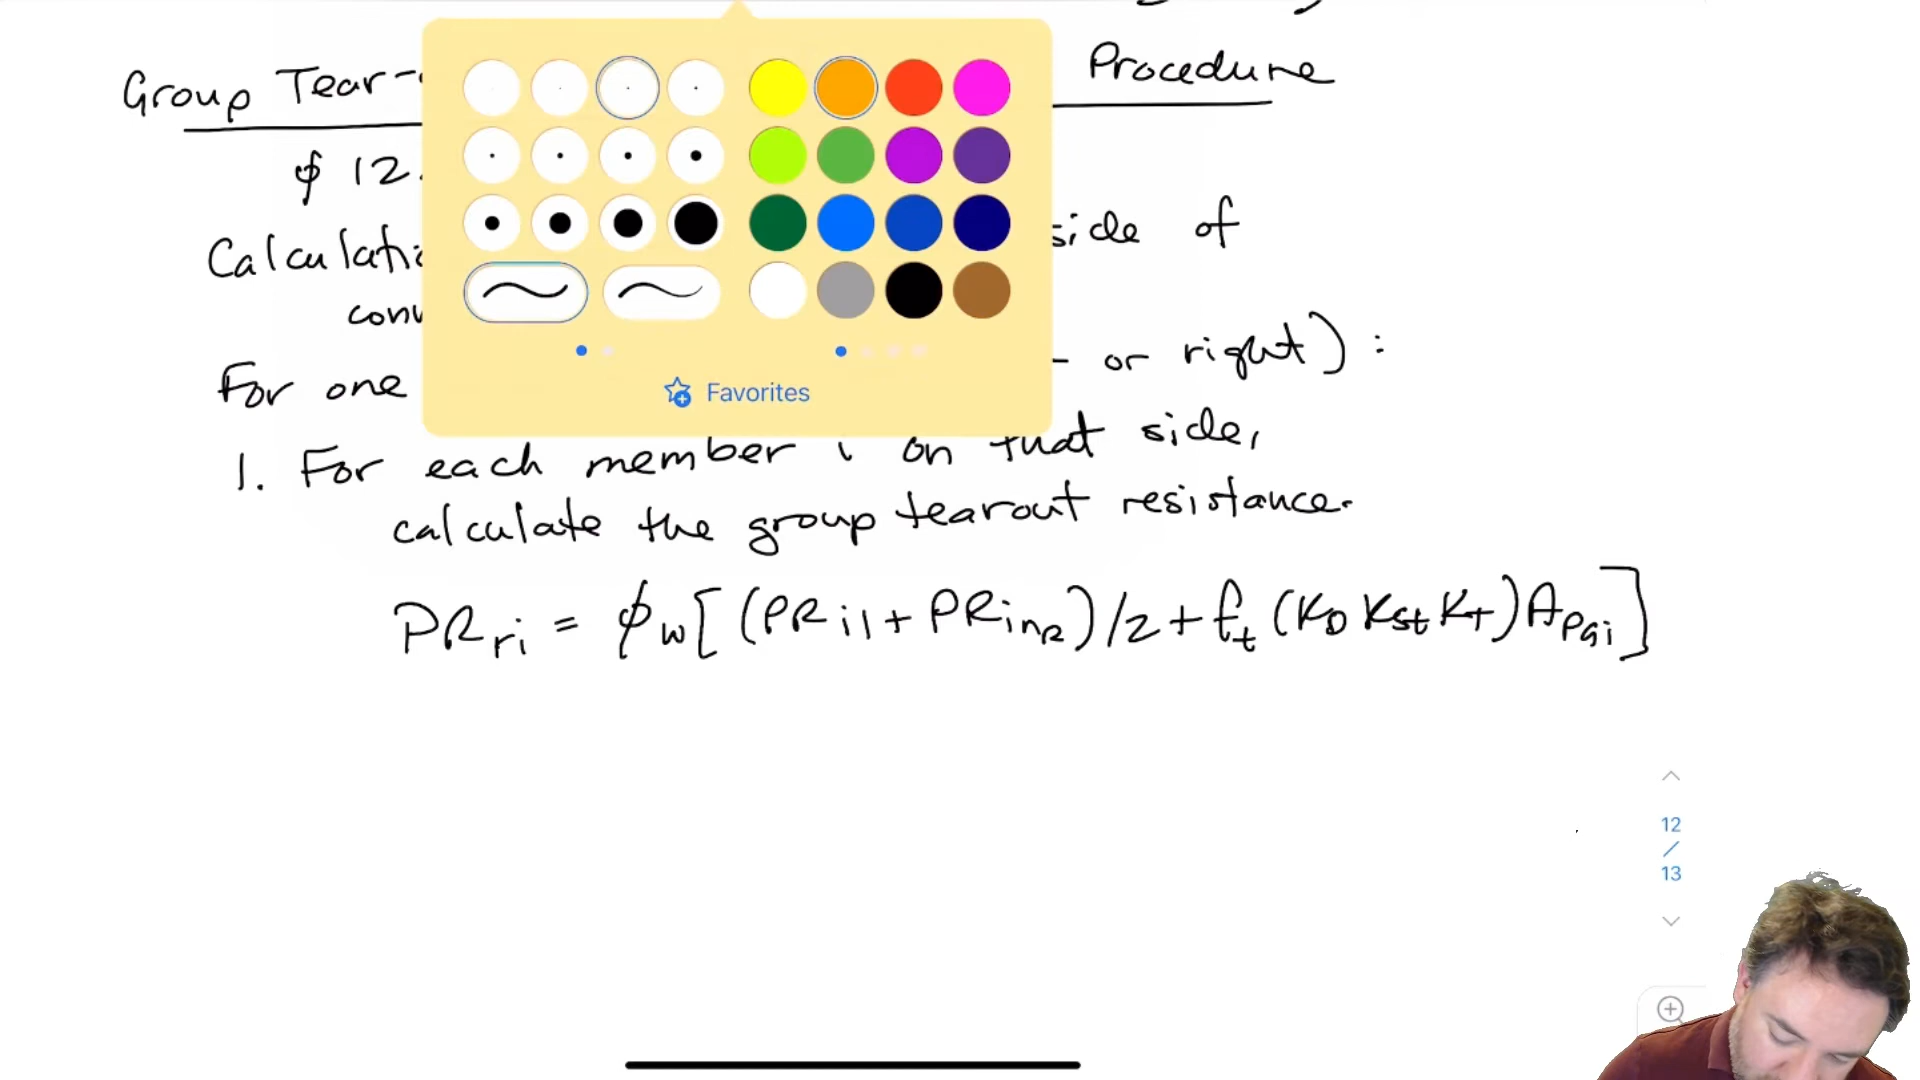 Group Tear- Procedure
§ 12.
Calculati side of
conv
For one or right) :
Favorites
1. For each member i on that side,
calculate the group tearout resistance.
PRri = ϕw[(PRi1 + PRinR)/2 + ft (KD KSt KT) APGi]
12
/
13